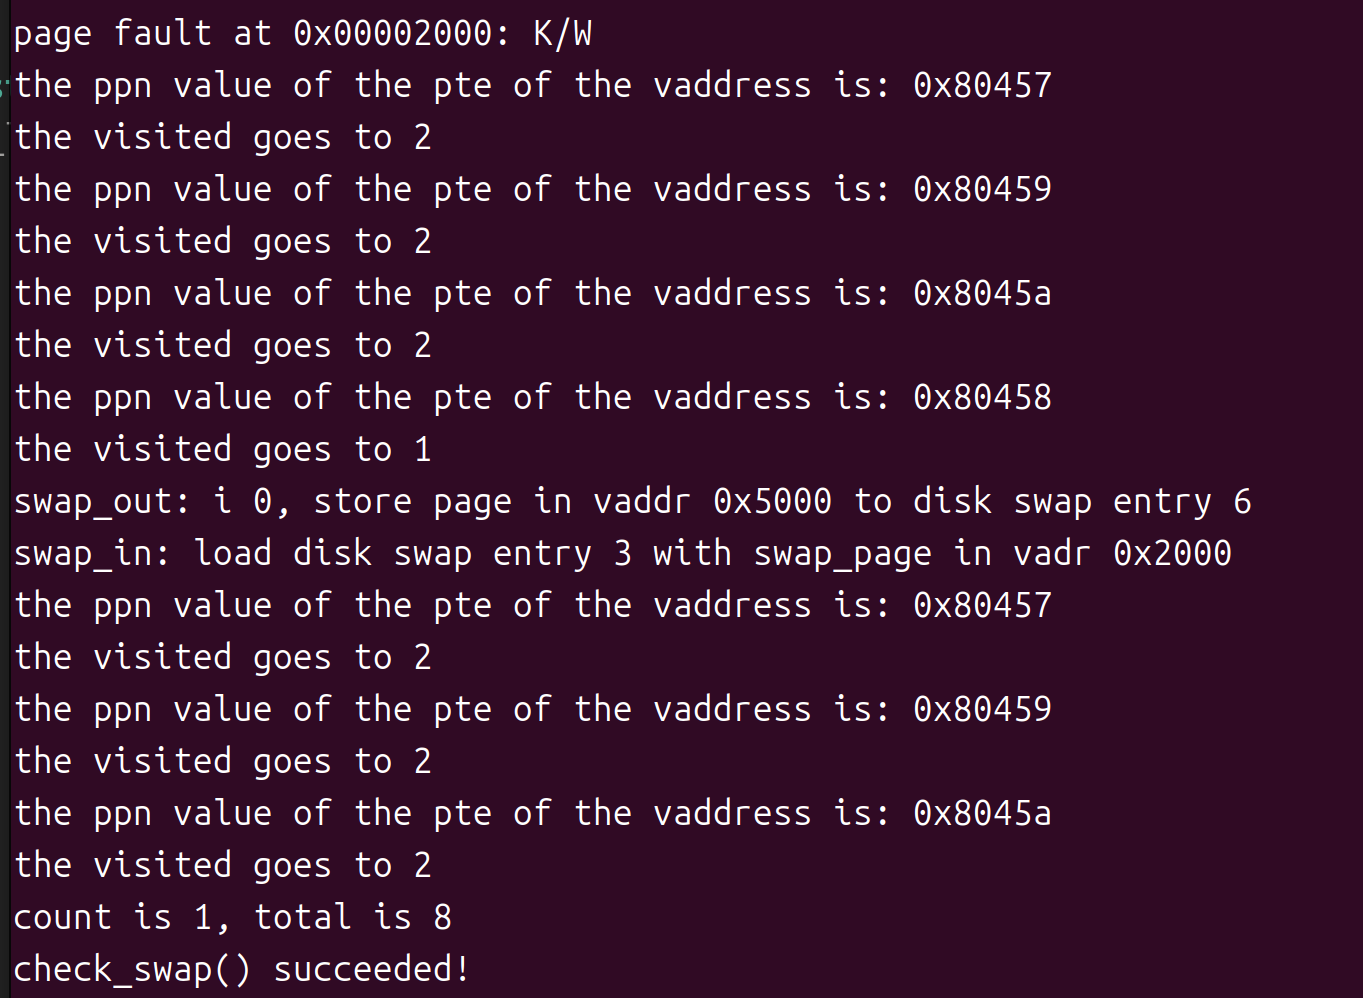 page fault at 0x00002000: K/W
the ppn value of the pte of the vaddress is: 0x80457
the visited goes to 2
the ppn value of the pte of the vaddress is: 0x80459
the visited goes to 2
the ppn value of the pte of the vaddress is: 0x8045a
the visited goes to 2
the ppn value of the pte of the vaddress is: 0x80458
the visited goes to 1
swap_out: i 0, store page in vaddr 0x5000 to disk swap entry 6
swap_in: load disk swap entry 3 with swap_page in vadr 0x2000
the ppn value of the pte of the vaddress is: 0x80457
the visited goes to 2
the ppn value of the pte of the vaddress is: 0x80459
the visited goes to 2
the ppn value of the pte of the vaddress is: 0x8045a
the visited goes to 2
count is 1, total is 8
check_swap() succeeded!